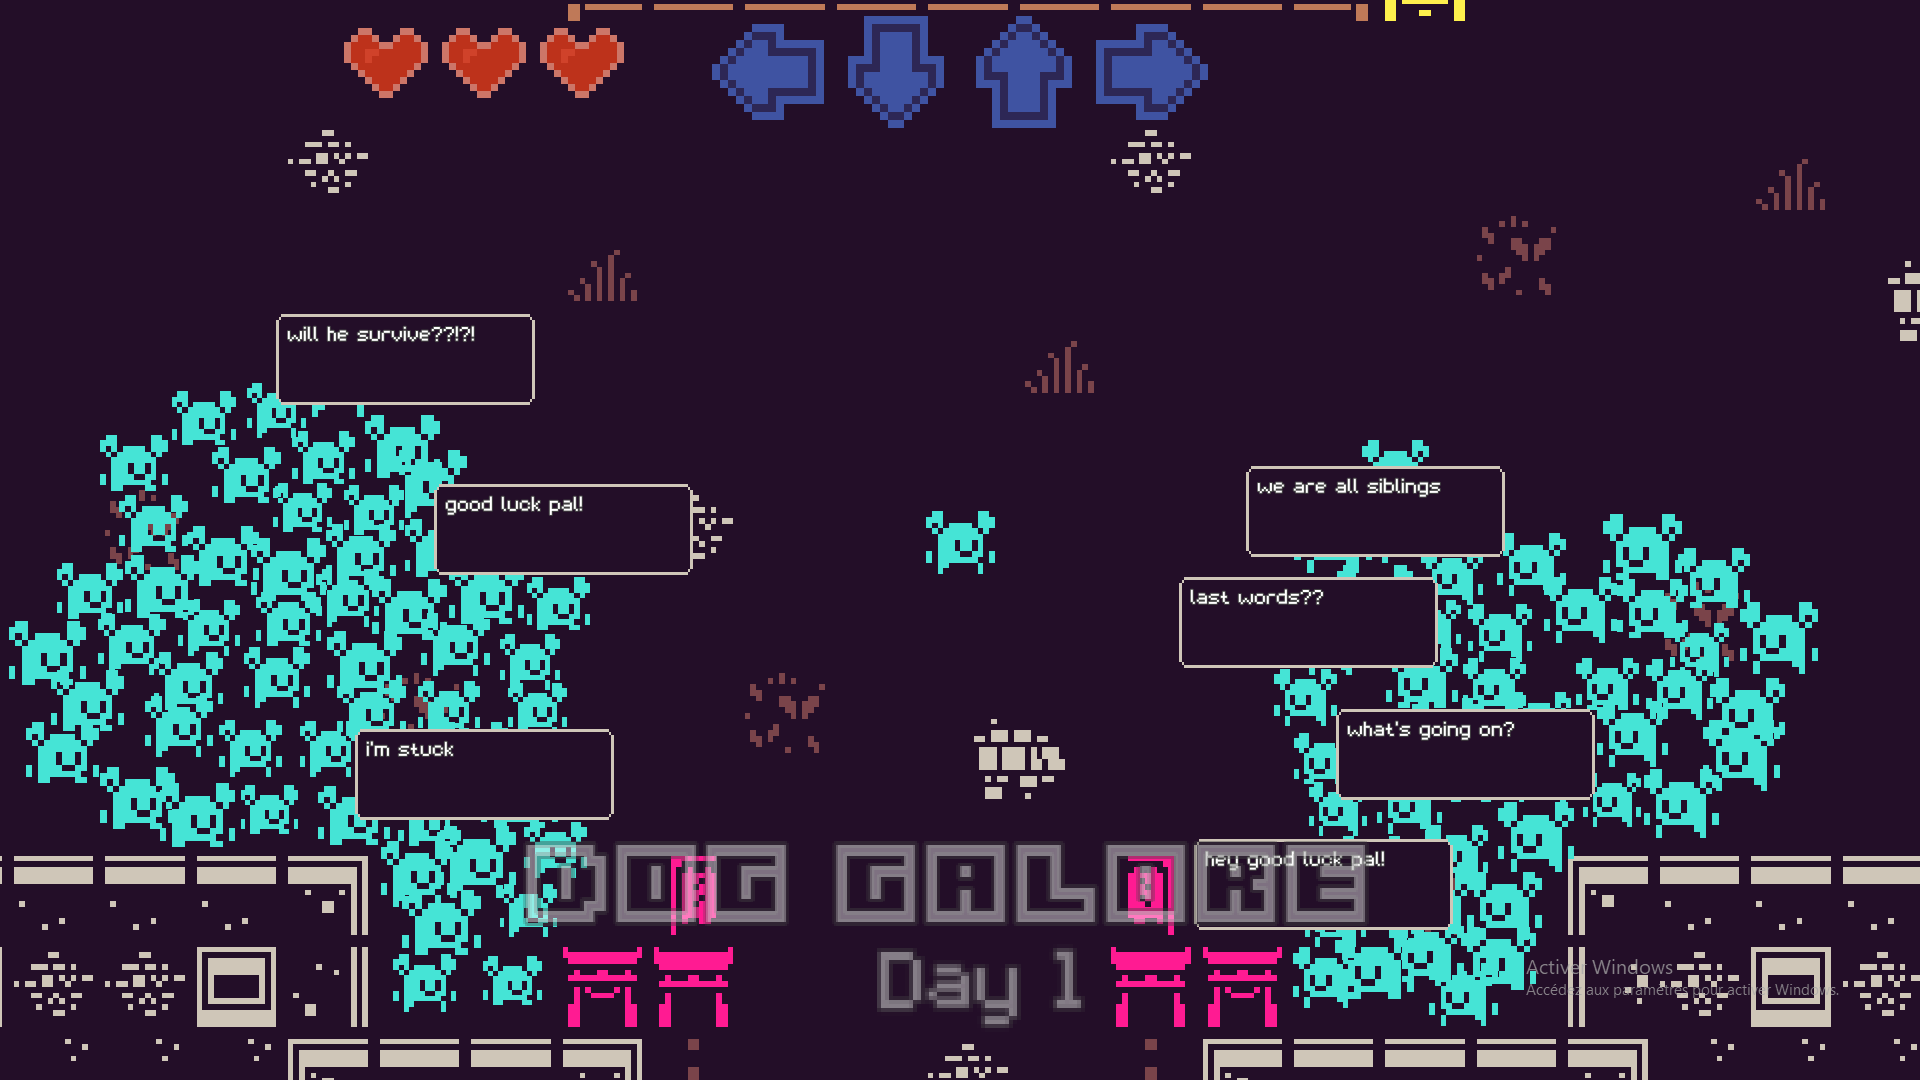 will he survive??!?!
good luck pal!
we are all siblings
last words??
what's going on?
i'm stuck
hey good luck pal!
DOG GALORE
Day 1
Activer Windows
Accédez aux paramètres pour activer Windows.